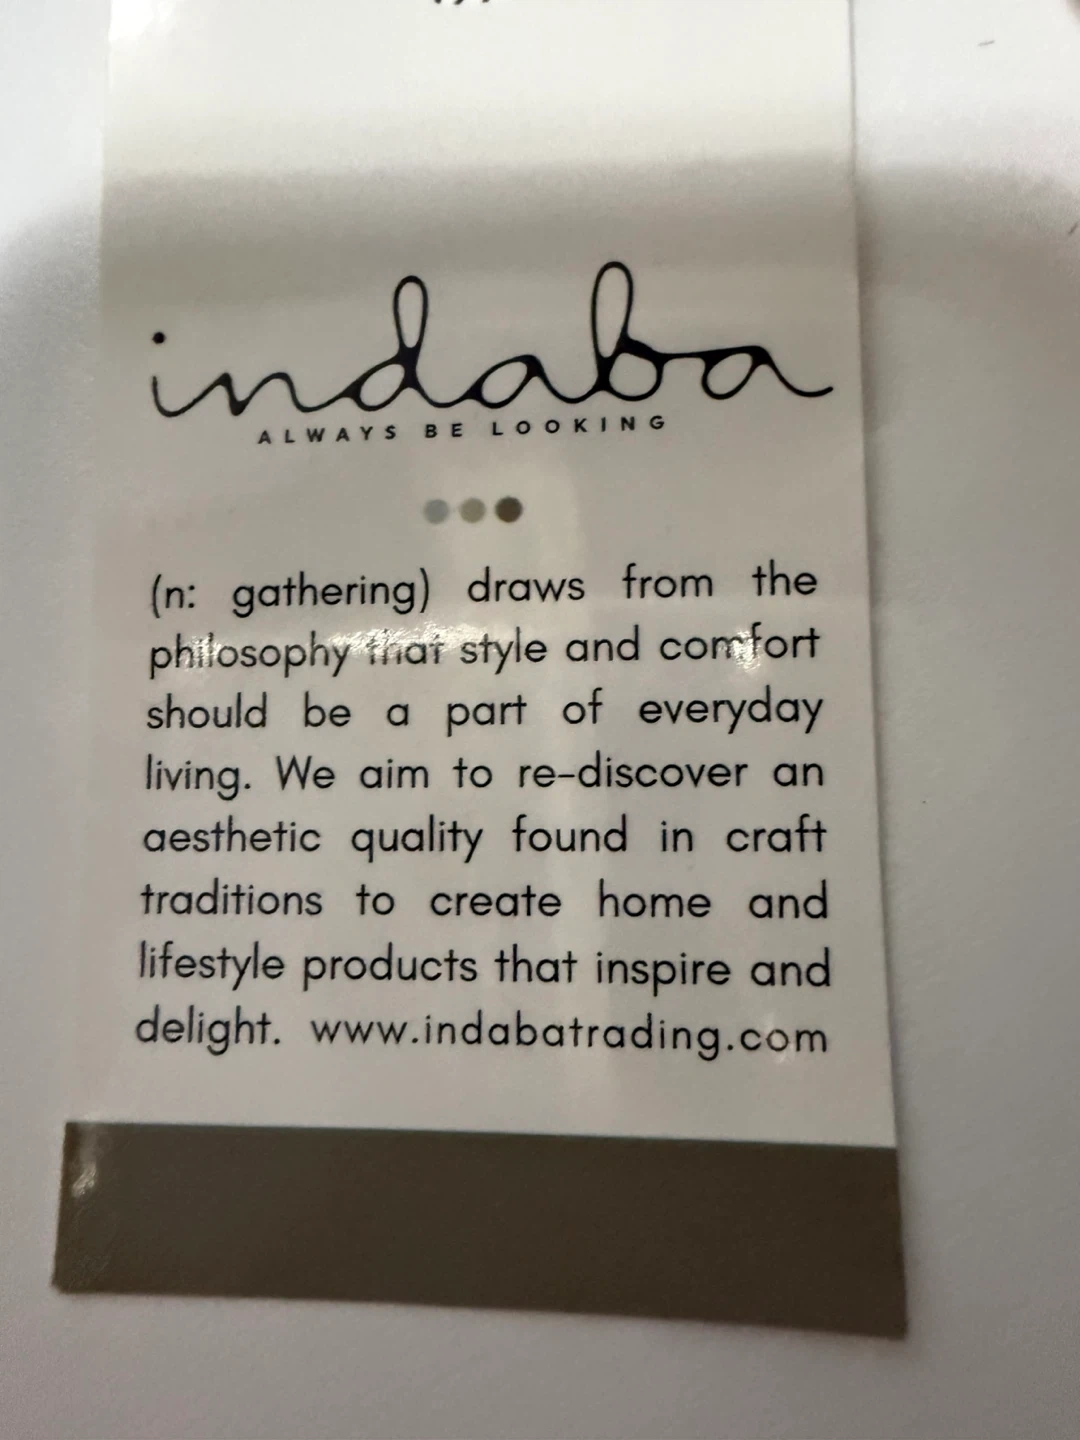 indaba
ALWAYS BE LOOKING
(n: gathering) draws from the
philosophy that style and comfort
should be a part of everyday
living. We aim to re-discover an
aesthetic quality found in craft
traditions to create home and
lifestyle products that inspire and
delight. www.indabatrading.com